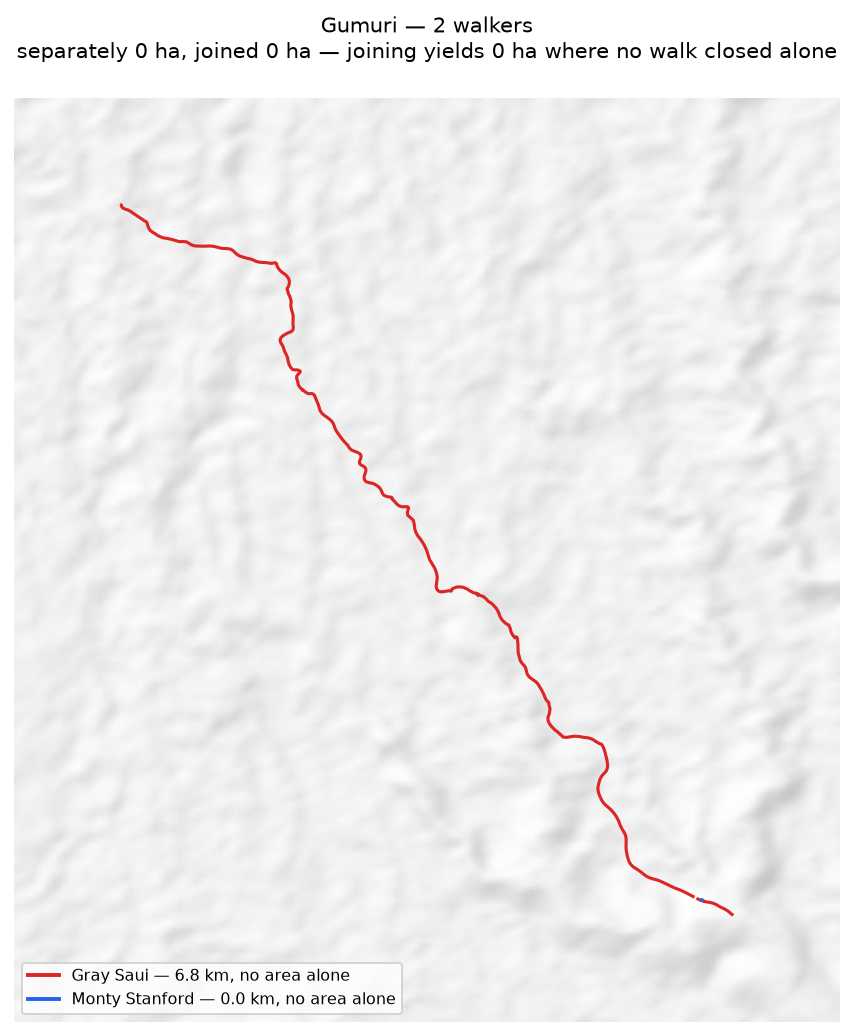 Gumuri — 2 walkers
separately 0 ha, joined 0 ha — joining yields 0 ha where no walk closed alone
Gray Saui — 6.8 km, no area alone
Monty Stanford — 0.0 km, no area alone